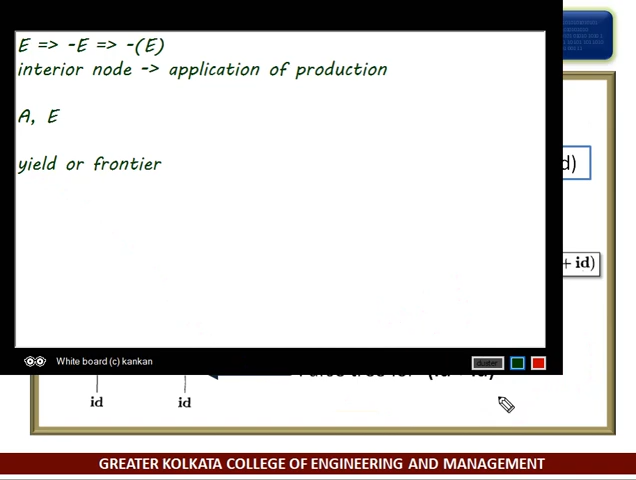 E => -E => -(E)
interior node -> application of production
A, E
yield or frontier
d)
+ id)
White board (c) kankan
cluster
id
id
GREATER KOLKATA COLLEGE OF ENGINEERING AND MANAGEMENT